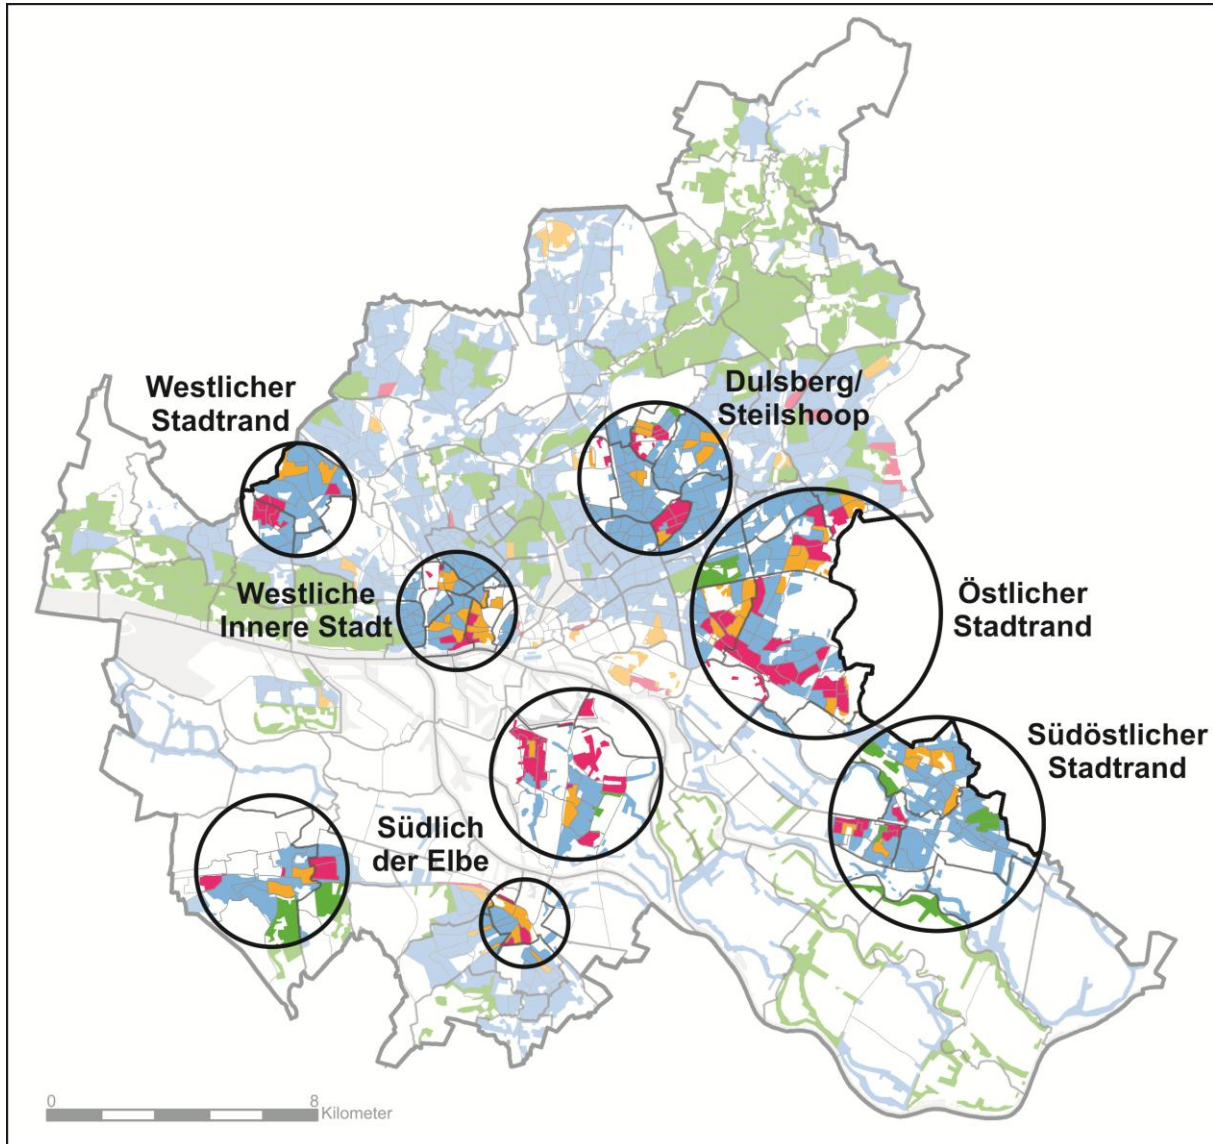 Westlicher
Stadtrand
Dulsberg/
Steilshoop
Westliche
Innere Stadt
Östlicher
Stadtrand
Südöstlicher
Stadtrand
Südlich
der Elbe
0
8
Kilometer